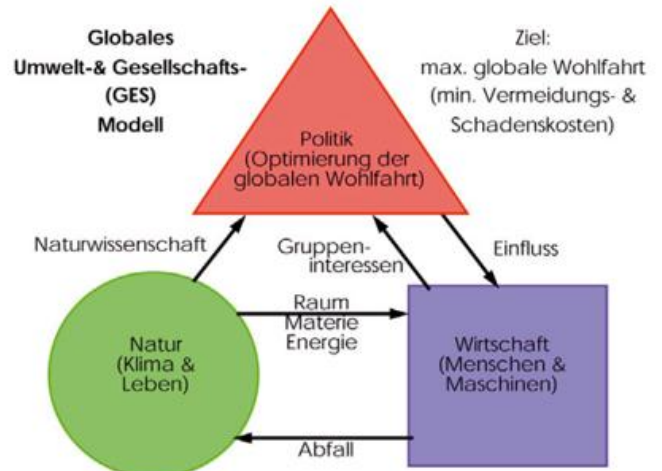 Globales
Umwelt-& Gesellschafts-
(GES)
Modell
Ziel:
max. globale Wohlfahrt
(min. Vermeidungs- &
Schadenskosten)
Politik
(Optimierung der
globalen Wohlfahrt)
Naturwissenschaft
Gruppen-
interessen
Einfluss
Raum
Materie
Energie
Natur
(Klima &
Leben)
Wirtschaft
(Menschen &
Maschinen)
Abfall